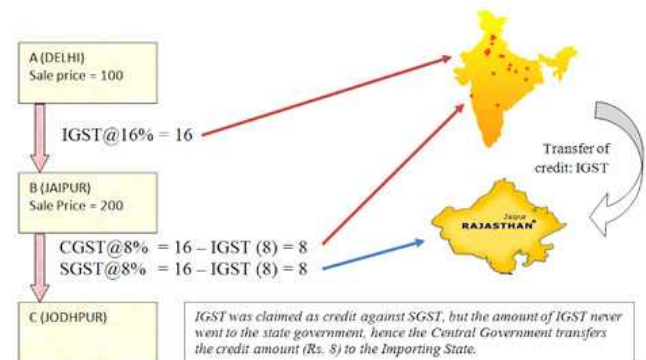 A (DELHI)
Sale price = 100
IGST@16% = 16
B (JAIPUR)
Sale Price = 200
CGST@8% = 16 – IGST (8) = 8
SGST@8% = 16 – IGST (8) = 8
C (JODHPUR)
Transfer of
credit: IGST
Jaipur
RAJASTHAN
IGST was claimed as credit against SGST, but the amount of IGST never
went to the state government, hence the Central Government transfers
the credit amount (Rs. 8) to the Importing State.